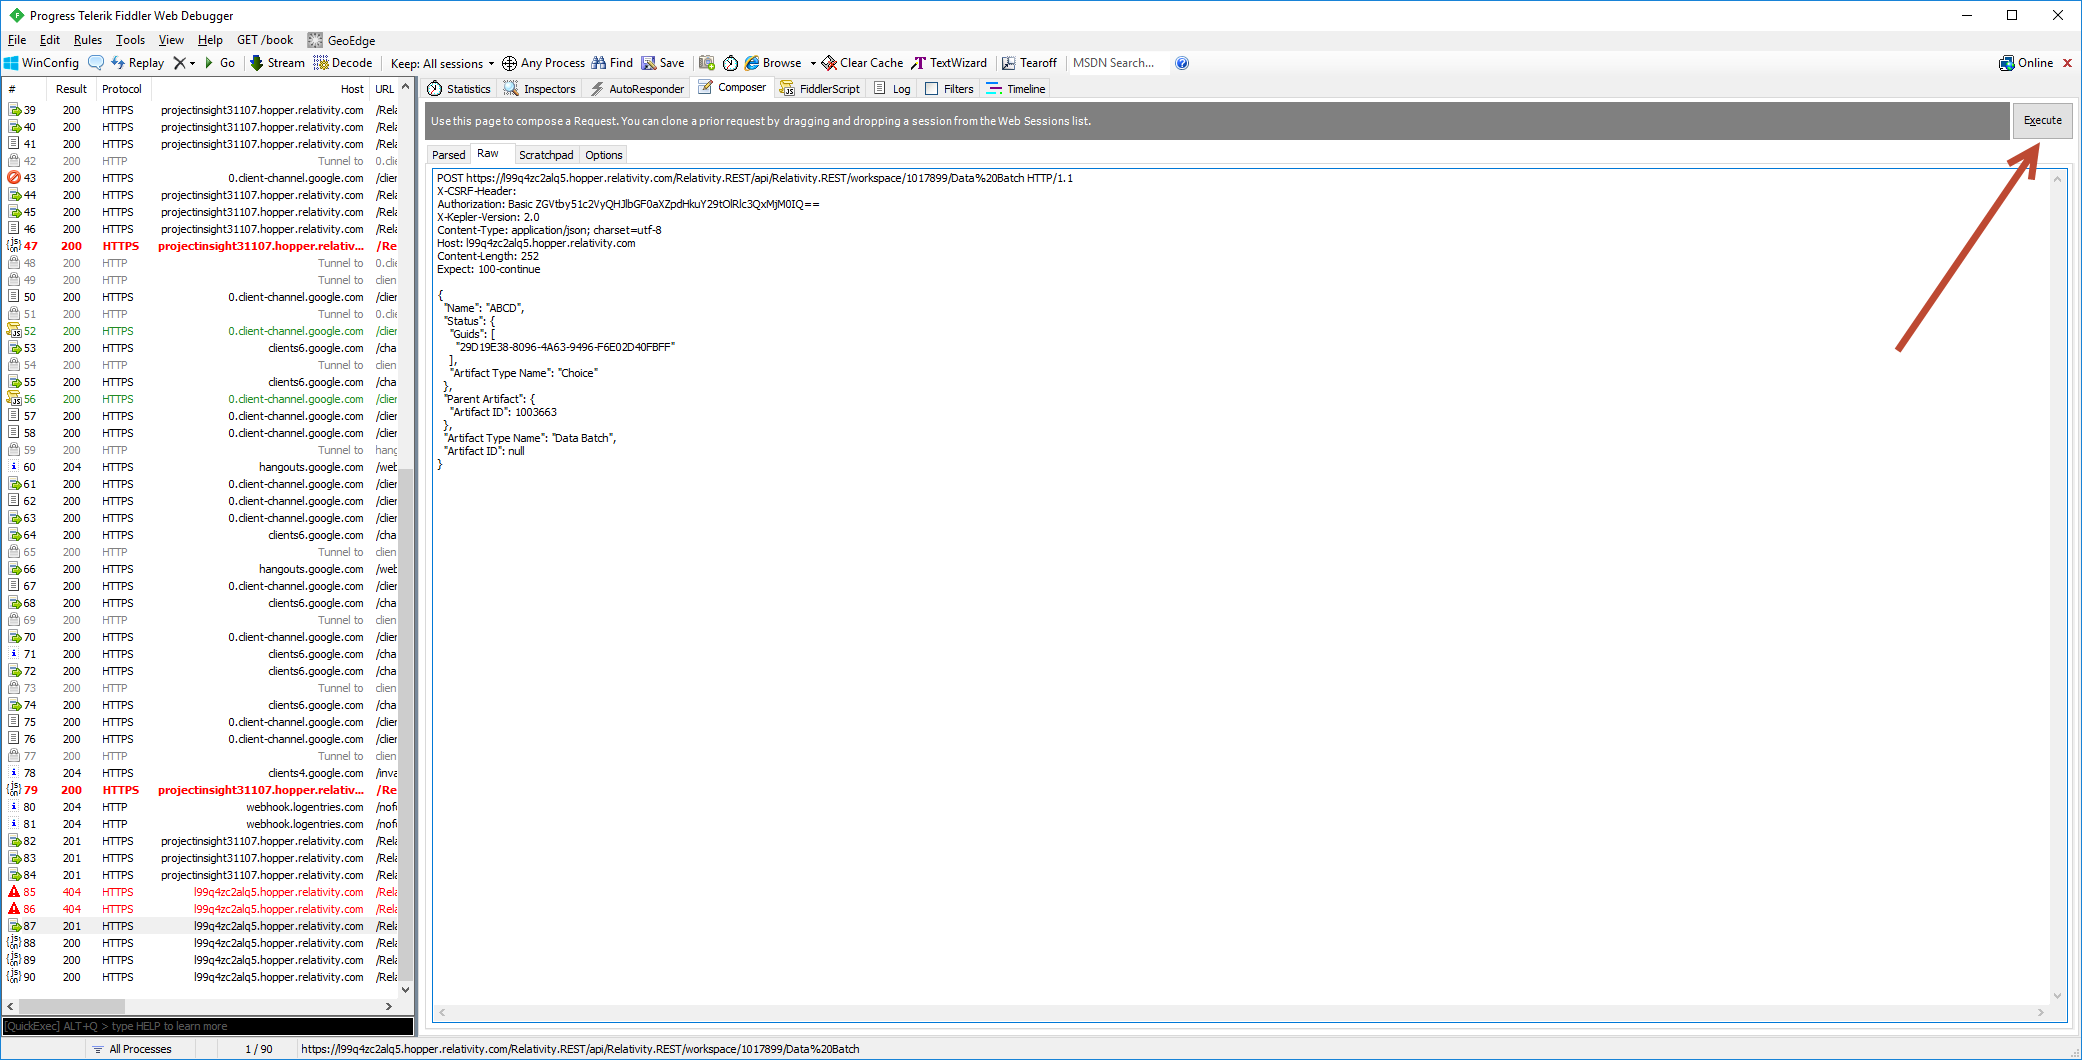 Progress Telerik Fiddler Web Debugger
File Edit Rules Tools View Help GET /book GeoEdge
WinConfig Replay Go Stream Decode Keep: All sessions Any Process Find Save Browse Clear Cache TextWizard Tearoff MSDN Search... Online
# Result Protocol Host URL
39 200 HTTPS projectinsight31107.hopper.relativity.com /Rela
40 200 HTTPS projectinsight31107.hopper.relativity.com /Rela
41 200 HTTPS projectinsight31107.hopper.relativity.com /Rela
42 200 HTTP Tunnel to 0.clie
43 200 HTTPS 0.client-channel.google.com /clier
44 200 HTTPS projectinsight31107.hopper.relativity.com /Rela
45 200 HTTPS projectinsight31107.hopper.relativity.com /Rela
46 200 HTTPS projectinsight31107.hopper.relativity.com /Rela
47 200 HTTPS projectinsight31107.hopper.relativ... /Re
48 200 HTTP Tunnel to 0.clie
49 200 HTTP Tunnel to clien
50 200 HTTPS 0.client-channel.google.com /clier
51 200 HTTP Tunnel to 0.clie
52 200 HTTPS 0.client-channel.google.com /clier
53 200 HTTPS clients6.google.com /cha
54 200 HTTP Tunnel to clien
55 200 HTTPS clients6.google.com /cha
56 200 HTTPS 0.client-channel.google.com /clier
57 200 HTTPS 0.client-channel.google.com /clier
58 200 HTTPS 0.client-channel.google.com /clier
59 200 HTTP Tunnel to hang
60 204 HTTPS hangouts.google.com /web
61 200 HTTPS 0.client-channel.google.com /clier
62 200 HTTPS 0.client-channel.google.com /clier
63 200 HTTPS 0.client-channel.google.com /clier
64 200 HTTPS clients6.google.com /cha
65 200 HTTP Tunnel to clien
66 200 HTTPS hangouts.google.com /web
67 200 HTTPS 0.client-channel.google.com /clier
68 200 HTTPS clients6.google.com /cha
69 200 HTTP Tunnel to clien
70 200 HTTPS 0.client-channel.google.com /clier
71 200 HTTPS clients6.google.com /cha
72 200 HTTPS clients6.google.com /cha
73 200 HTTP Tunnel to clien
74 200 HTTPS clients6.google.com /cha
75 200 HTTPS 0.client-channel.google.com /clier
76 200 HTTPS 0.client-channel.google.com /clier
77 200 HTTP Tunnel to clien
78 204 HTTPS clients4.google.com /inva
79 200 HTTPS projectinsight31107.hopper.relativ... /Re
80 204 HTTP webhook.logentries.com /nofo
81 204 HTTP webhook.logentries.com /nofo
82 201 HTTPS projectinsight31107.hopper.relativity.com /Rela
83 201 HTTPS projectinsight31107.hopper.relativity.com /Rela
84 201 HTTPS projectinsight31107.hopper.relativity.com /Rela
85 404 HTTPS l99q4zc2alq5.hopper.relativity.com /Rela
86 404 HTTPS l99q4zc2alq5.hopper.relativity.com /Rela
87 201 HTTPS l99q4zc2alq5.hopper.relativity.com /Rela
88 200 HTTPS l99q4zc2alq5.hopper.relativity.com /Rela
89 200 HTTPS l99q4zc2alq5.hopper.relativity.com /Rela
90 200 HTTPS l99q4zc2alq5.hopper.relativity.com /Rela
[QuickExec] ALT+Q > type HELP to learn more
Statistics Inspectors AutoResponder Composer FiddlerScript Log Filters Timeline
Use this page to compose a Request. You can clone a prior request by dragging and dropping a session from the Web Sessions list.
Execute
Parsed Raw Scratchpad Options
POST https://l99q4zc2alq5.hopper.relativity.com/Relativity.REST/api/Relativity.REST/workspace/1017899/Data%20Batch HTTP/1.1
X-CSRF-Header:
Authorization: Basic ZGVtby51c2VyQHJlbGF0aXZpdHkuY29tOlRlc3QxMjM0IQ==
X-Kepler-Version: 2.0
Content-Type: application/json; charset=utf-8
Host: l99q4zc2alq5.hopper.relativity.com
Content-Length: 252
Expect: 100-continue
{
"Name": "ABCD",
"Status": {
"Guids": [
"29D19E38-8096-4A63-9496-F6E02D40FBFF"
],
"Artifact Type Name": "Choice"
},
"Parent Artifact": {
"Artifact ID": 1003663
},
"Artifact Type Name": "Data Batch",
"Artifact ID": null
}
All Processes 1 / 90 https://l99q4zc2alq5.hopper.relativity.com/Relativity.REST/api/Relativity.REST/workspace/1017899/Data%20Batch